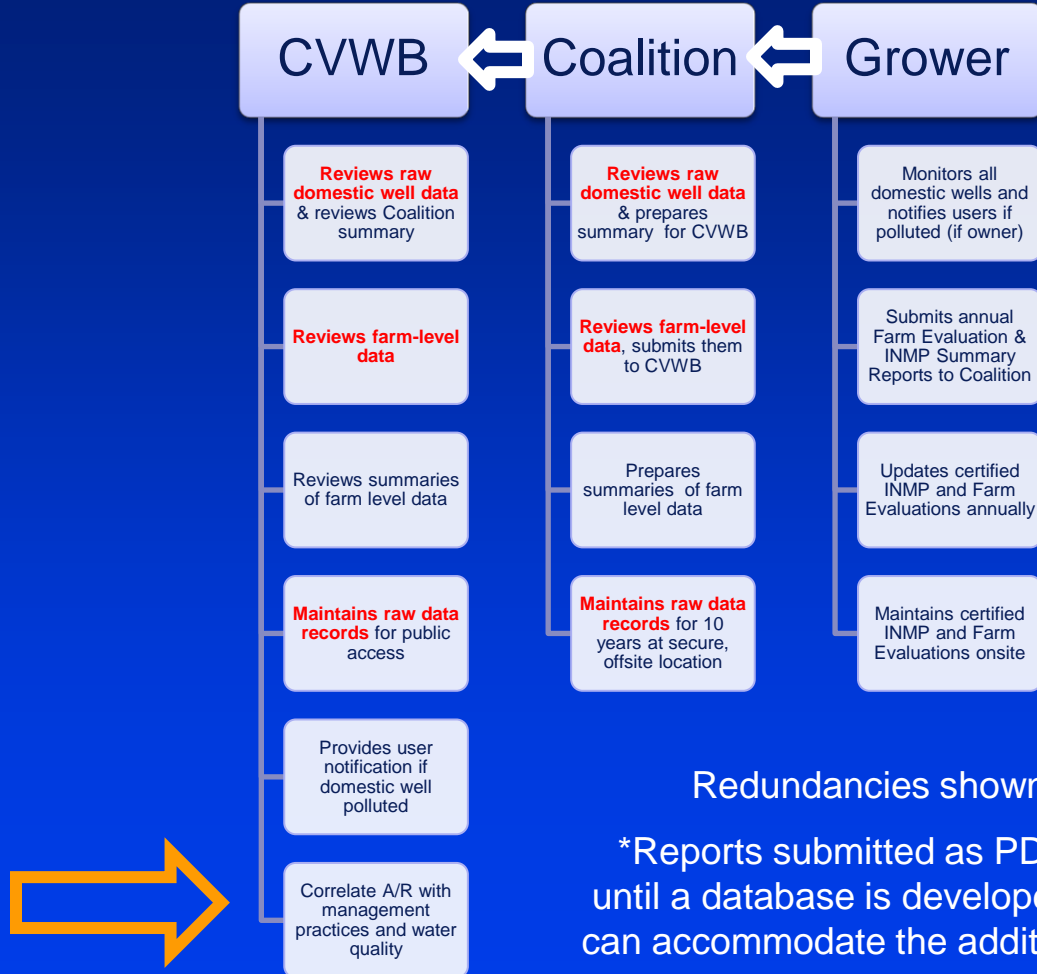 CVWB
Coalition
Grower
Reviews raw
domestic well data
& reviews Coalition
summary
Reviews farm-level
data
Reviews summaries
of farm level data
Maintains raw data
records for public
access
Provides user
notification if
domestic well
polluted
Correlate A/R with
management
practices and water
quality
Reviews raw
domestic well data
& prepares
summary for CVWB
Reviews farm-level
data, submits them
to CVWB
Prepares
summaries of farm
level data
Maintains raw data
records for 10
years at secure,
offsite location
Monitors all
domestic wells and
notifies users if
polluted (if owner)
Submits annual
Farm Evaluation &
INMP Summary
Reports to Coalition
Updates certified
INMP and Farm
Evaluations annually
Maintains certified
INMP and Farm
Evaluations onsite
Redundancies shown
*Reports submitted as
until a database is
can accommodate the